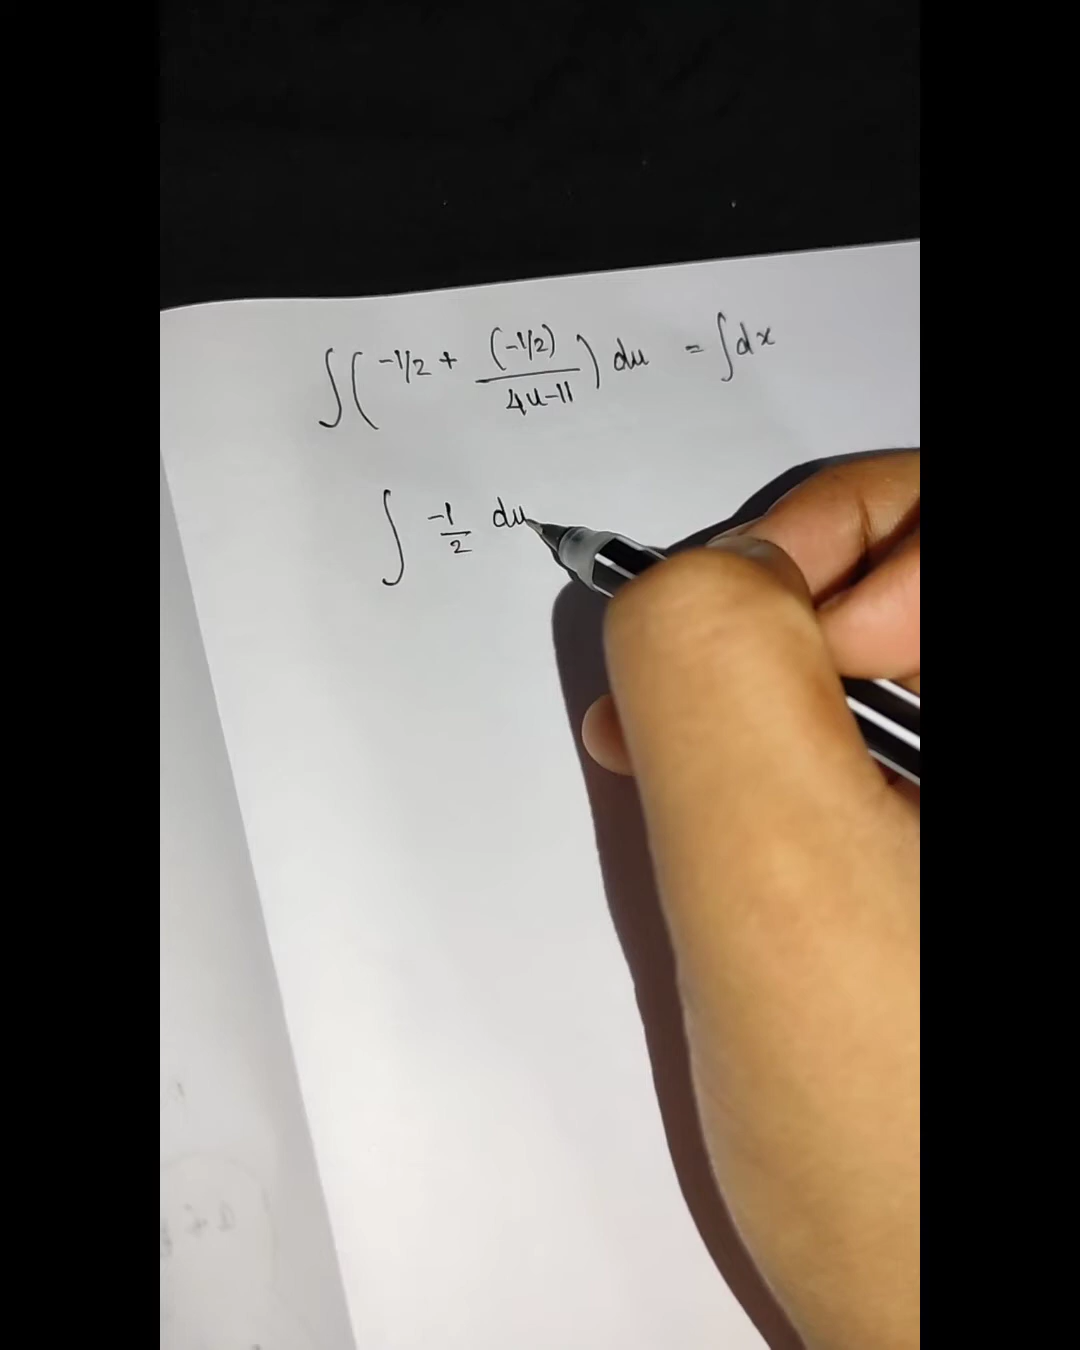 ∫(-1/2 + (-1/2)/(4u-11)) du = ∫dx
∫ -1/2 du